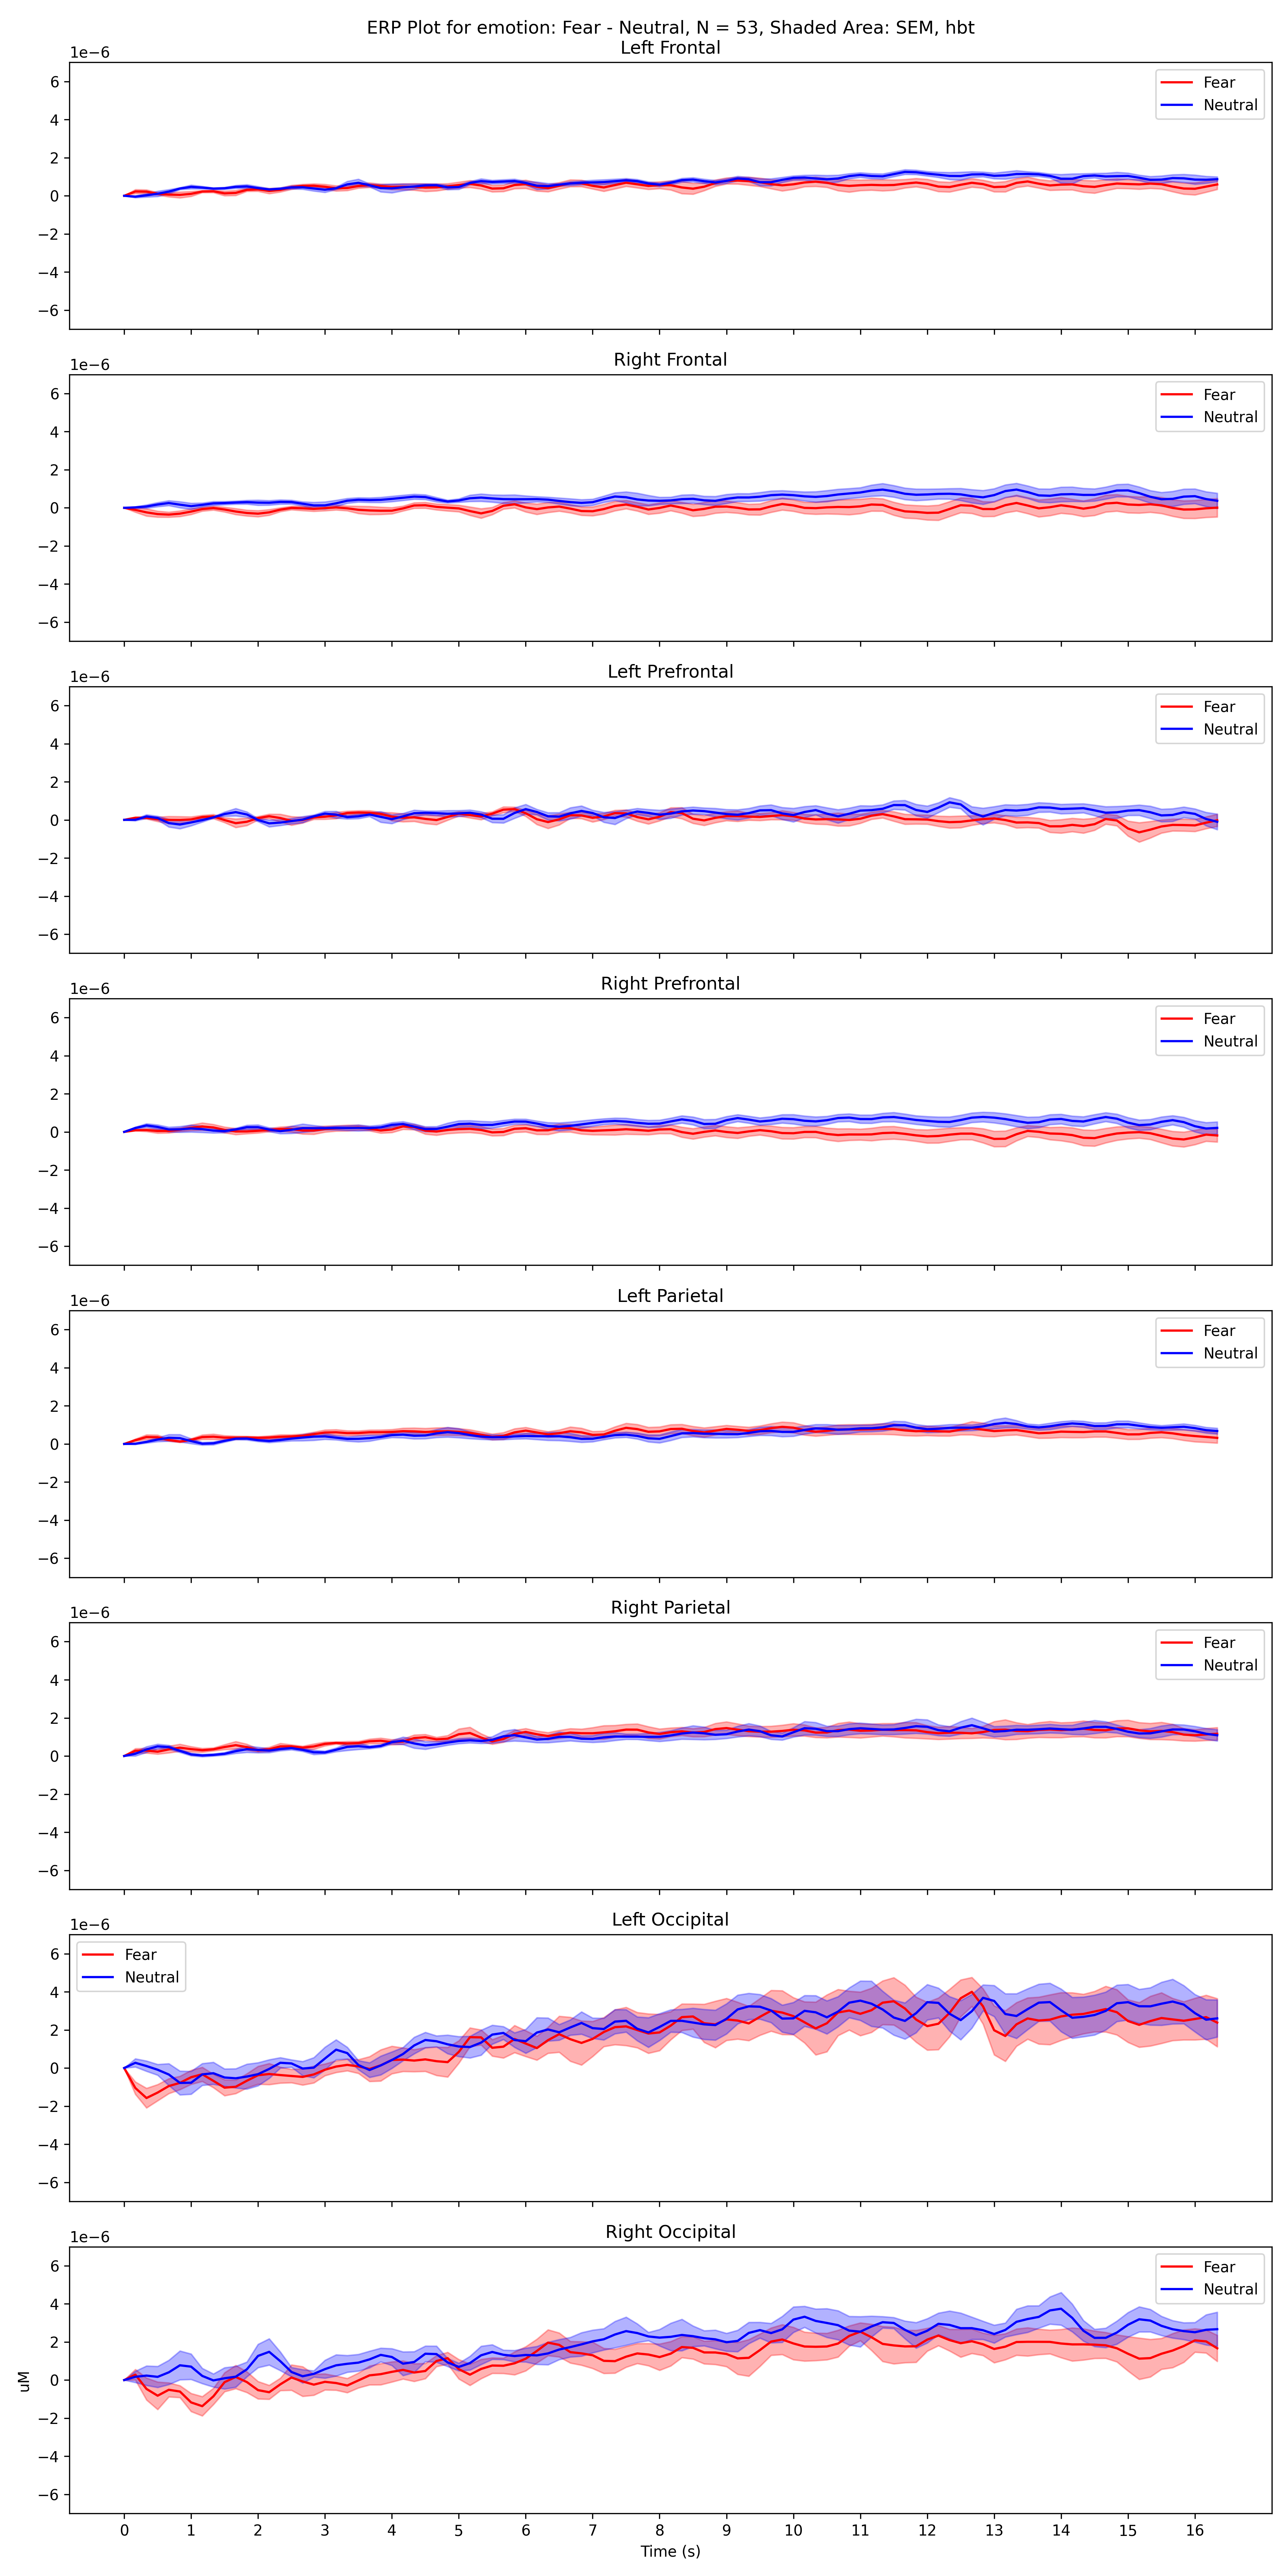 ERP Plot for emotion: Fear - Neutral, N = 53, Shaded Area: SEM, hbt
Left Frontal
1e−6
6
4
2
0
−2
−4
−6
Fear
Neutral
Right Frontal
1e−6
6
4
2
0
−2
−4
−6
Fear
Neutral
Left Prefrontal
1e−6
6
4
2
0
−2
−4
−6
Fear
Neutral
Right Prefrontal
1e−6
6
4
2
0
−2
−4
−6
Fear
Neutral
Left Parietal
1e−6
6
4
2
0
−2
−4
−6
Fear
Neutral
Right Parietal
1e−6
6
4
2
0
−2
−4
−6
Fear
Neutral
Left Occipital
1e−6
6
4
2
0
−2
−4
−6
Fear
Neutral
Right Occipital
1e−6
6
4
2
0
−2
−4
−6
Fear
Neutral
uM
0 1 2 3 4 5 6 7 8 9 10 11 12 13 14 15 16
Time (s)